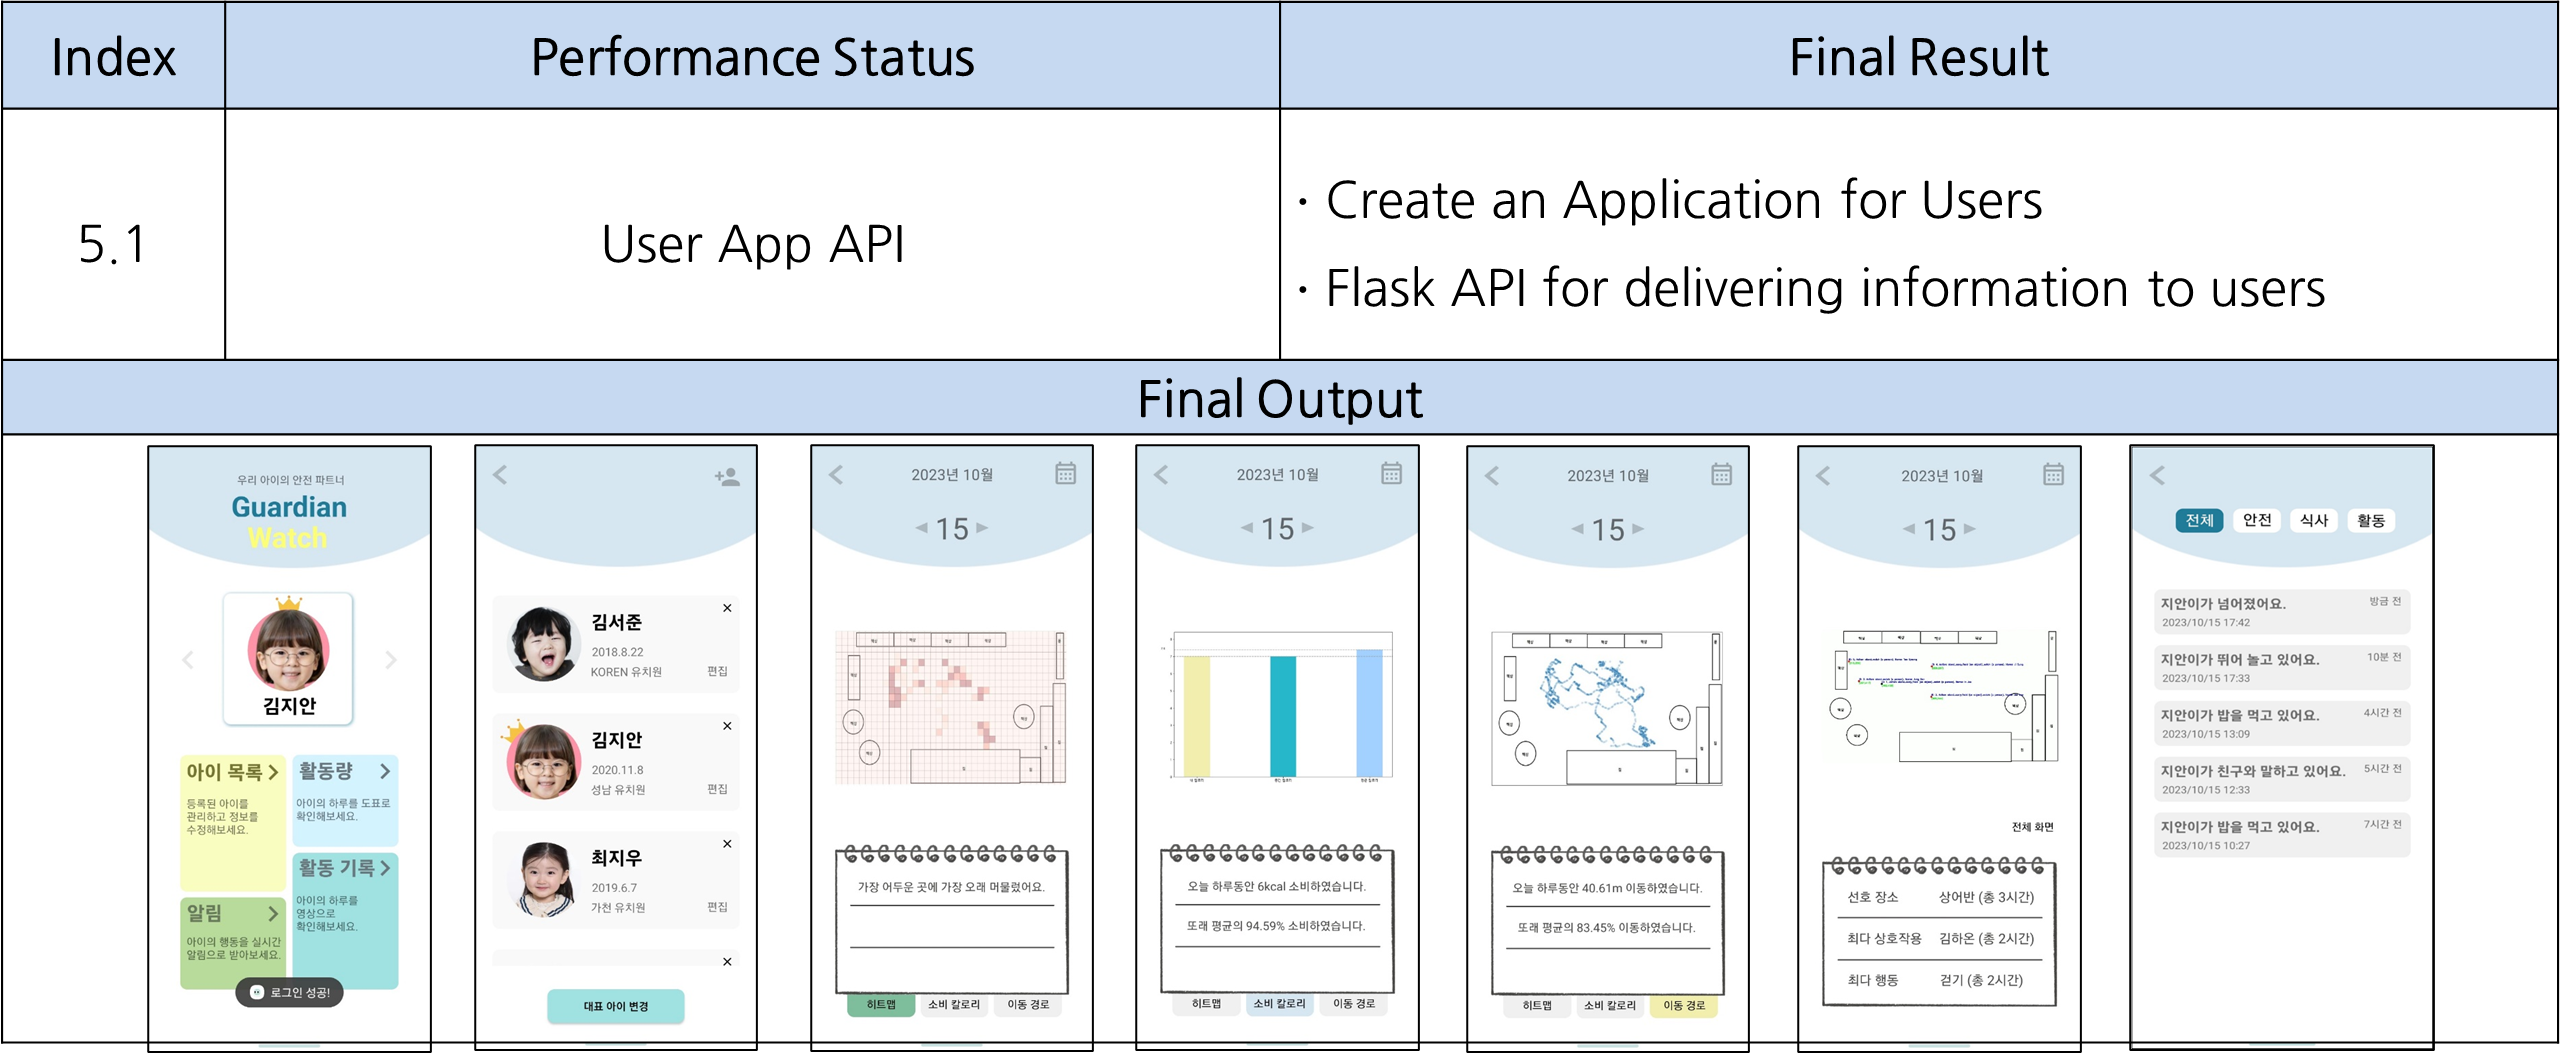 Index
Performance Status
Final Result
5.1
User App API
· Create an Application for Users
· Flask API for delivering information to users
Final Output
우리 아이의 안전 파트너
Guardian
Watch
김지안
아이 목록
등록된 아이를
관리하고 정보를
수정해보세요.
활동량
아이의 하루를 도표로
확인해보세요.
알림
아이의 행동을 실시간
알림으로 받아보세요.
활동 기록
아이의 하루를
영상으로
확인해보세요.
로그인 성공!
김서준
2018.8.22
KOREN 유치원
편집
김지안
2020.11.8
성남 유치원
편집
최지우
2019.6.7
가천 유치원
편집
대표 아이 변경
2023년 10월
15
가장 어두운 곳에 가장 오래 머물렀어요.
히트맵
소비 칼로리
이동 경로
2023년 10월
15
오늘 하루동안 6kcal 소비하였습니다.
또래 평균의 94.59% 소비하였습니다.
히트맵
소비 칼로리
이동 경로
2023년 10월
15
오늘 하루동안 40.61m 이동하였습니다.
또래 평균의 83.45% 이동하였습니다.
히트맵
소비 칼로리
이동 경로
2023년 10월
15
전체 화면
선호 장소 상어반 (총 3시간)
최다 상호작용 김하온 (총 2시간)
최다 행동 걷기 (총 2시간)
전체 안전 식사 활동
지안이가 넘어졌어요. 방금 전
2023/10/15 17:42
지안이가 뛰어 놀고 있어요. 10분 전
2023/10/15 17:33
지안이가 밥을 먹고 있어요. 4시간 전
2023/10/15 13:09
지안이가 친구와 말하고 있어요. 5시간 전
2023/10/15 12:33
지안이가 밥을 먹고 있어요. 7시간 전
2023/10/15 10:27